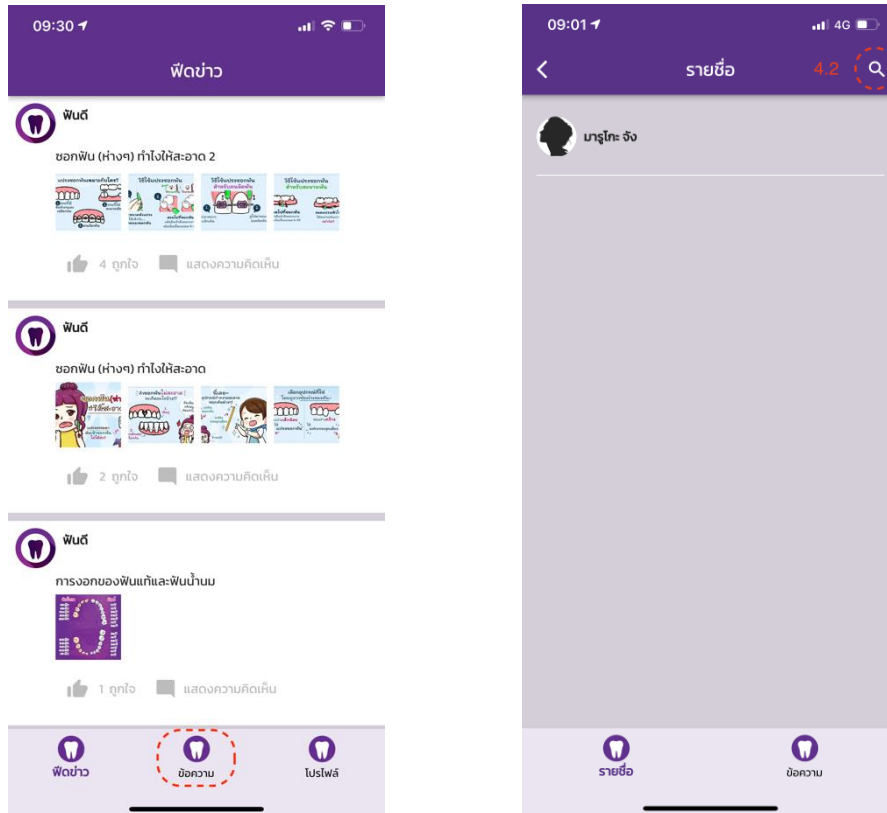 09:30
ฟีดข่าว
ฟันดี
ซอกฟัน (ห่างๆ) ทำไงให้สะอาด 2
4 ถูกใจ แสดงความคิดเห็น
ฟันดี
ซอกฟัน (ห่างๆ) ทำไงให้สะอาด
2 ถูกใจ แสดงความคิดเห็น
ฟันดี
การงอกของฟันแท้และฟันน้ำนม
1 ถูกใจ แสดงความคิดเห็น
ฟีดข่าว ข้อความ โปรไฟล์
09:01 4G
รายชื่อ 4.2
มารูโกะ จัง
รายชื่อ ข้อความ